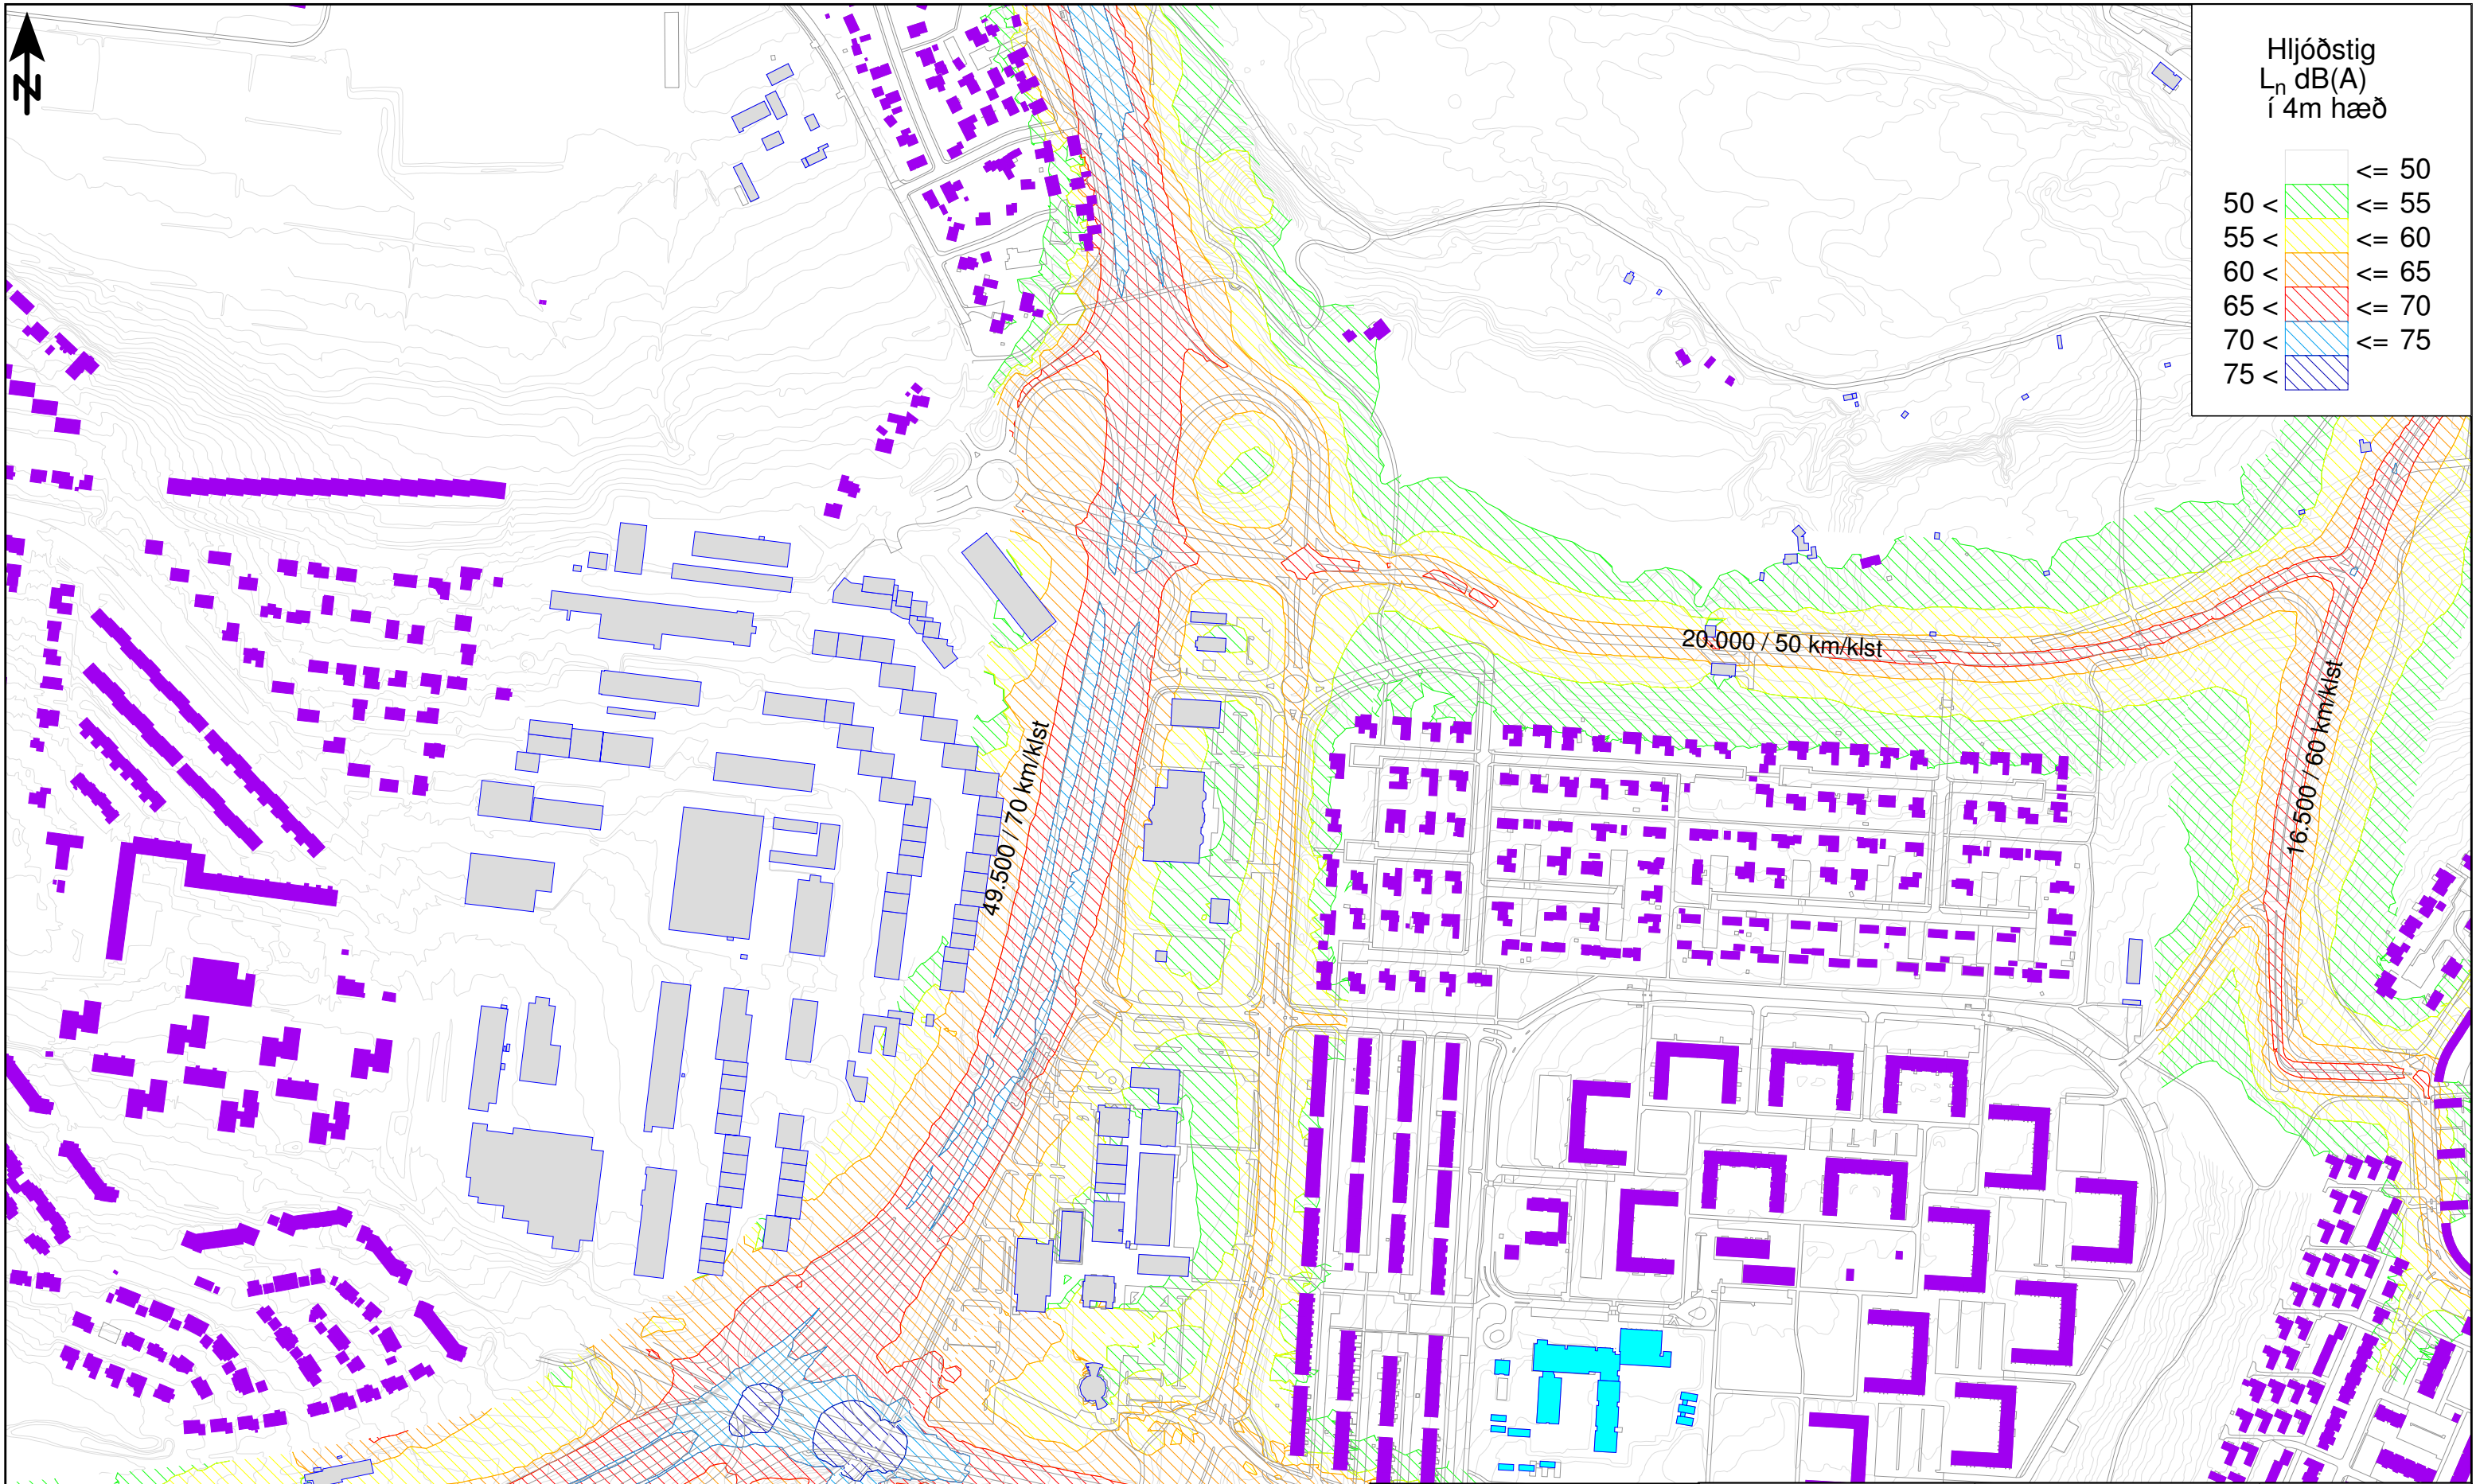 N
Hljóðstig
Ln dB(A)
í 4m hæð
<= 50
50 < <= 55
55 < <= 60
60 < <= 65
65 < <= 70
70 < <= 75
75 <
20.000 / 50 km/klst
16.500 / 60 km/klst
49.500 / 70 km/klst